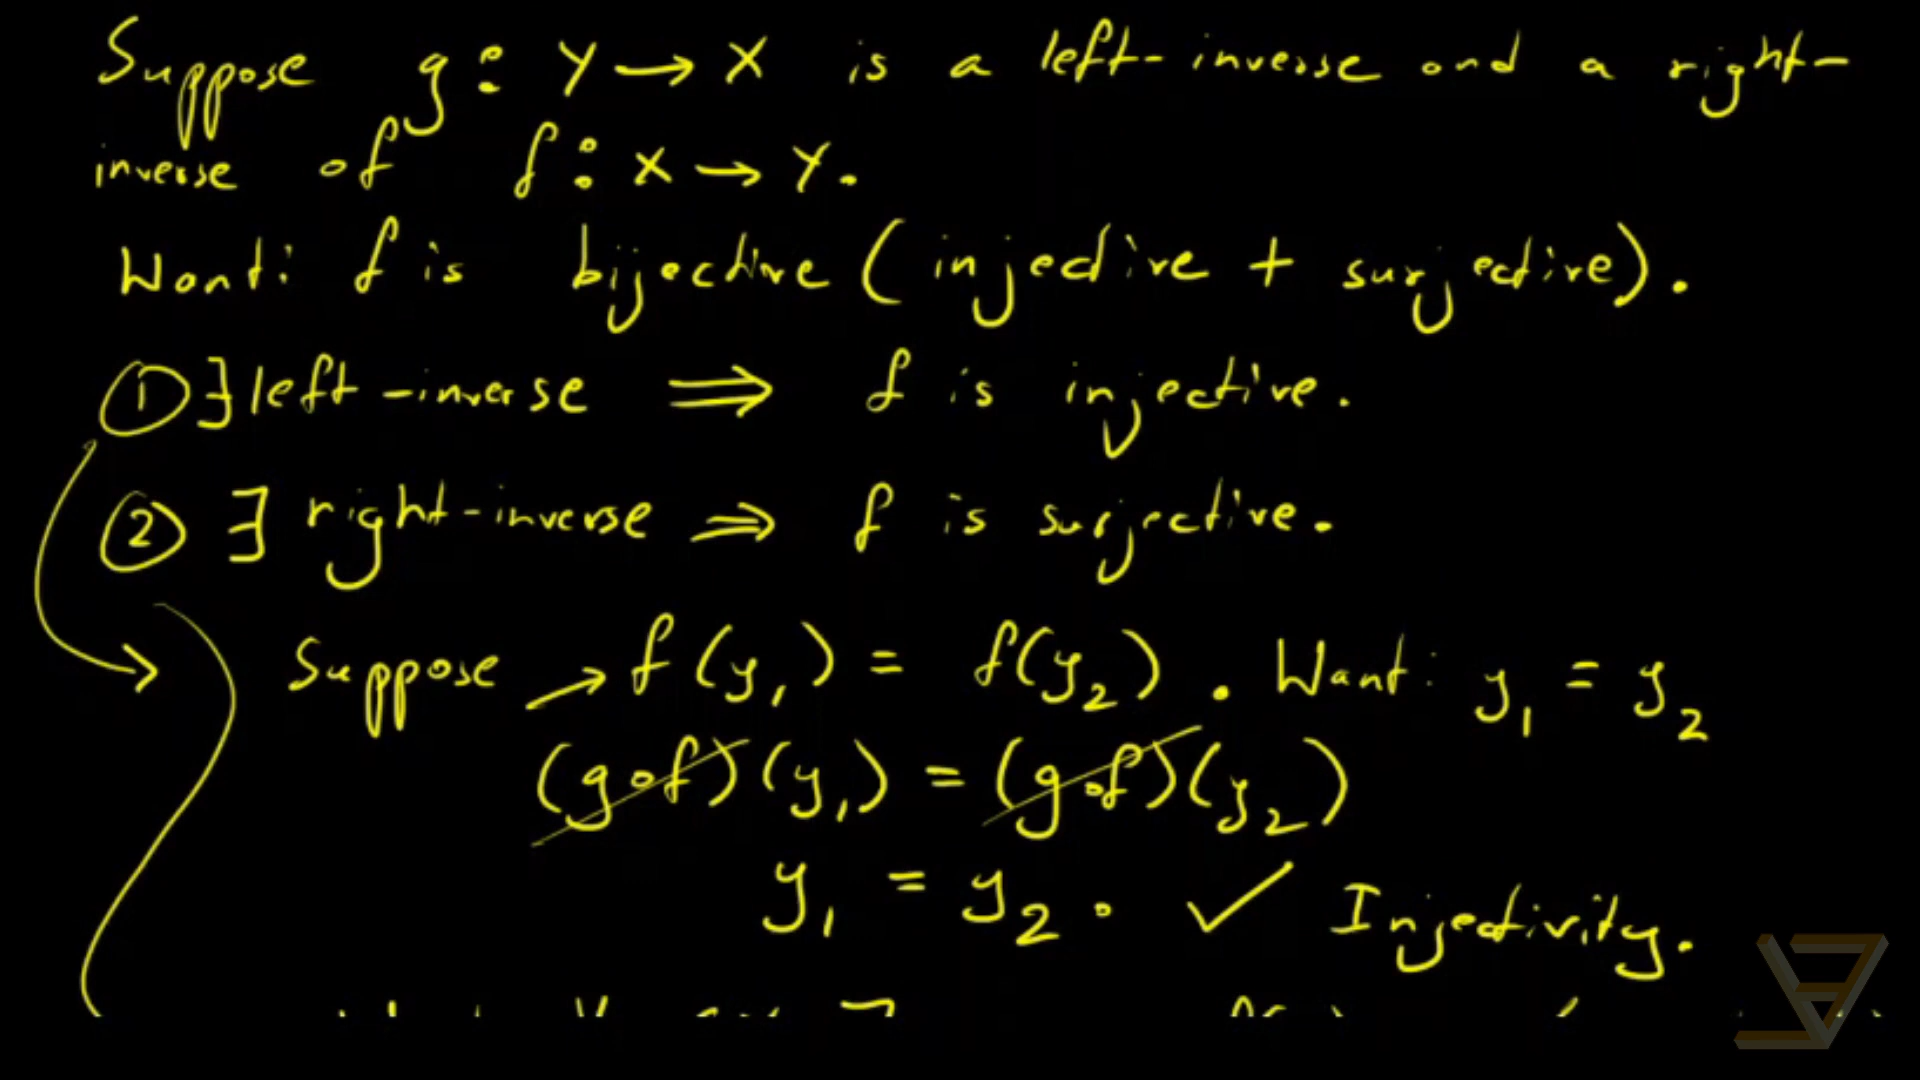 Suppose g : Y → X is a left-inverse and a right-
inverse of f : X → Y.
Want: f is bijective (injective + surjective).
① ∃ left-inverse ⟹ f is injective.
② ∃ right-inverse ⟹ f is surjective.
Suppose → f(y₁) = f(y₂). Want: y₁ = y₂
(g∘f)(y₁) = (g∘f)(y₂)
y₁ = y₂. ✓ Injectivity.